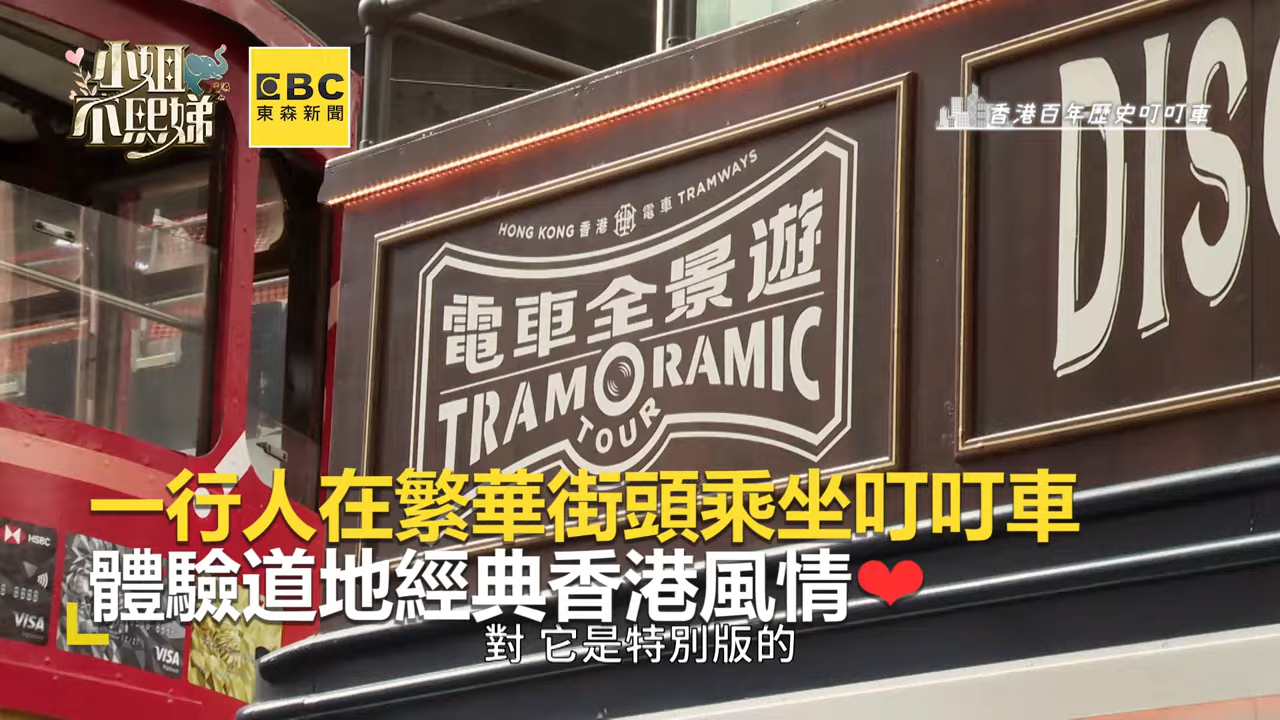 小姐不熙娣
EBC
東森新聞
香港百年歷史叮叮車
HONG KONG 香港 電車 TRAMWAYS
電車全景遊
TRAMORAMIC
TOUR
DISC
一行人在繁華街頭乘坐叮叮車
體驗道地經典香港風情❤
對 它是特別版的
HSBC
VISA
VISA